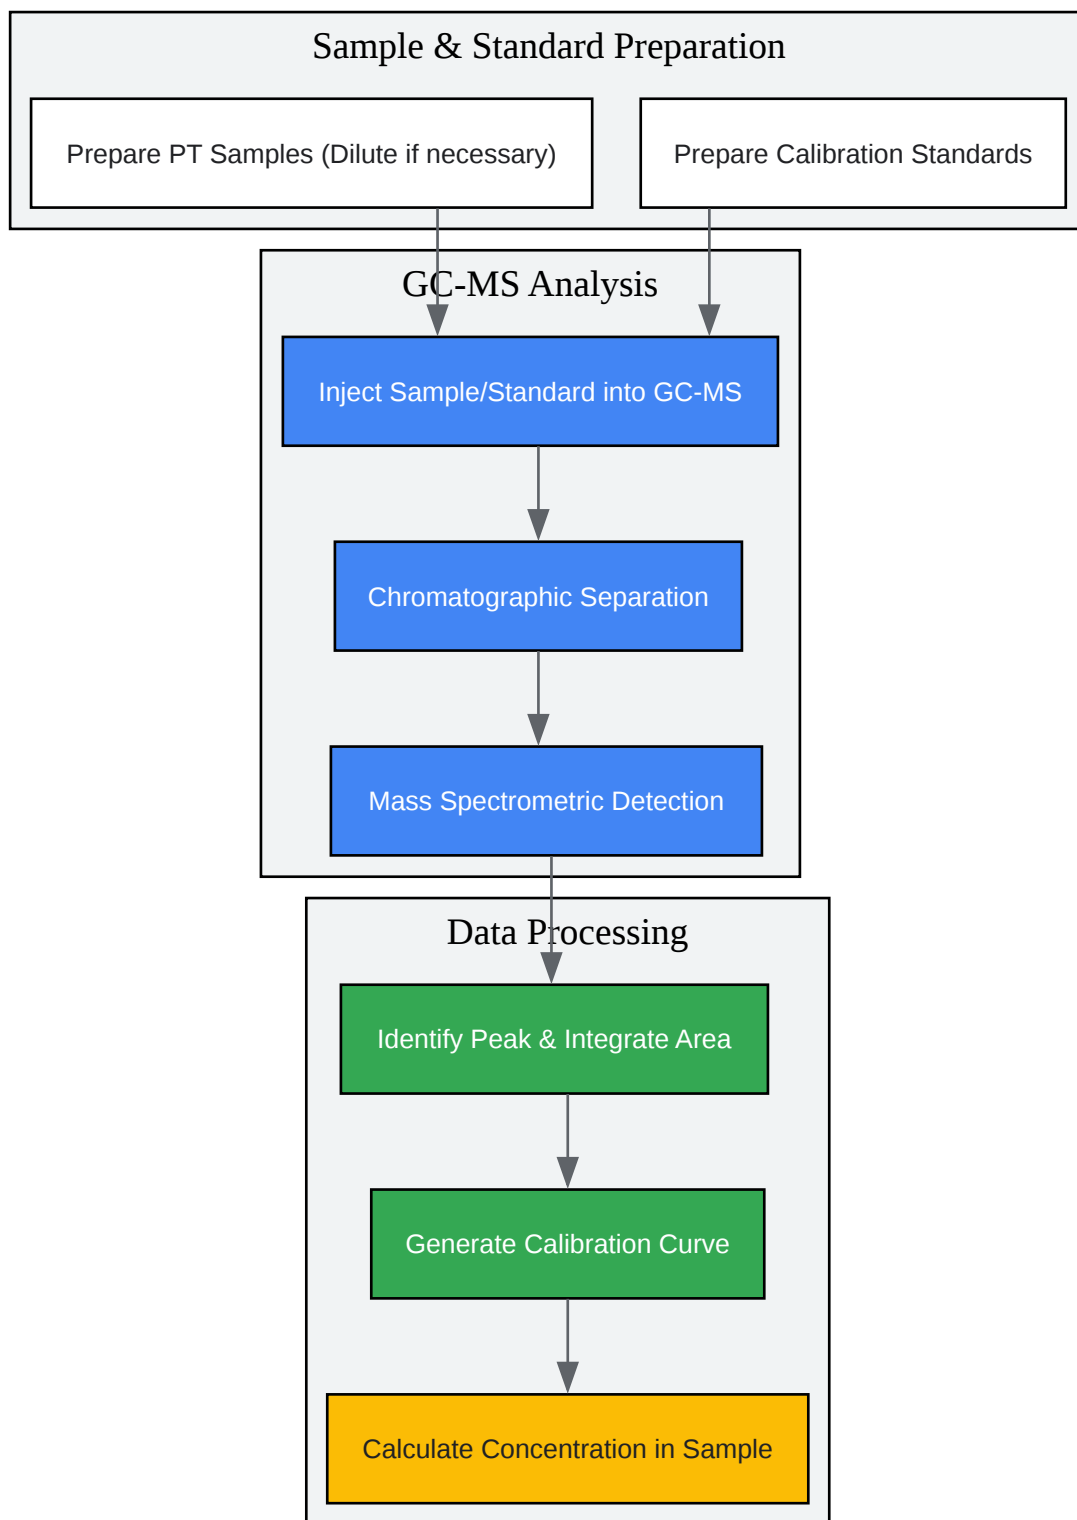 Sample & Standard Preparation
Prepare PT Samples (Dilute if necessary)
Prepare Calibration Standards
GC-MS Analysis
Inject Sample/Standard into GC-MS
Chromatographic Separation
Mass Spectrometric Detection
Data Processing
Identify Peak & Integrate Area
Generate Calibration Curve
Calculate Concentration in Sample